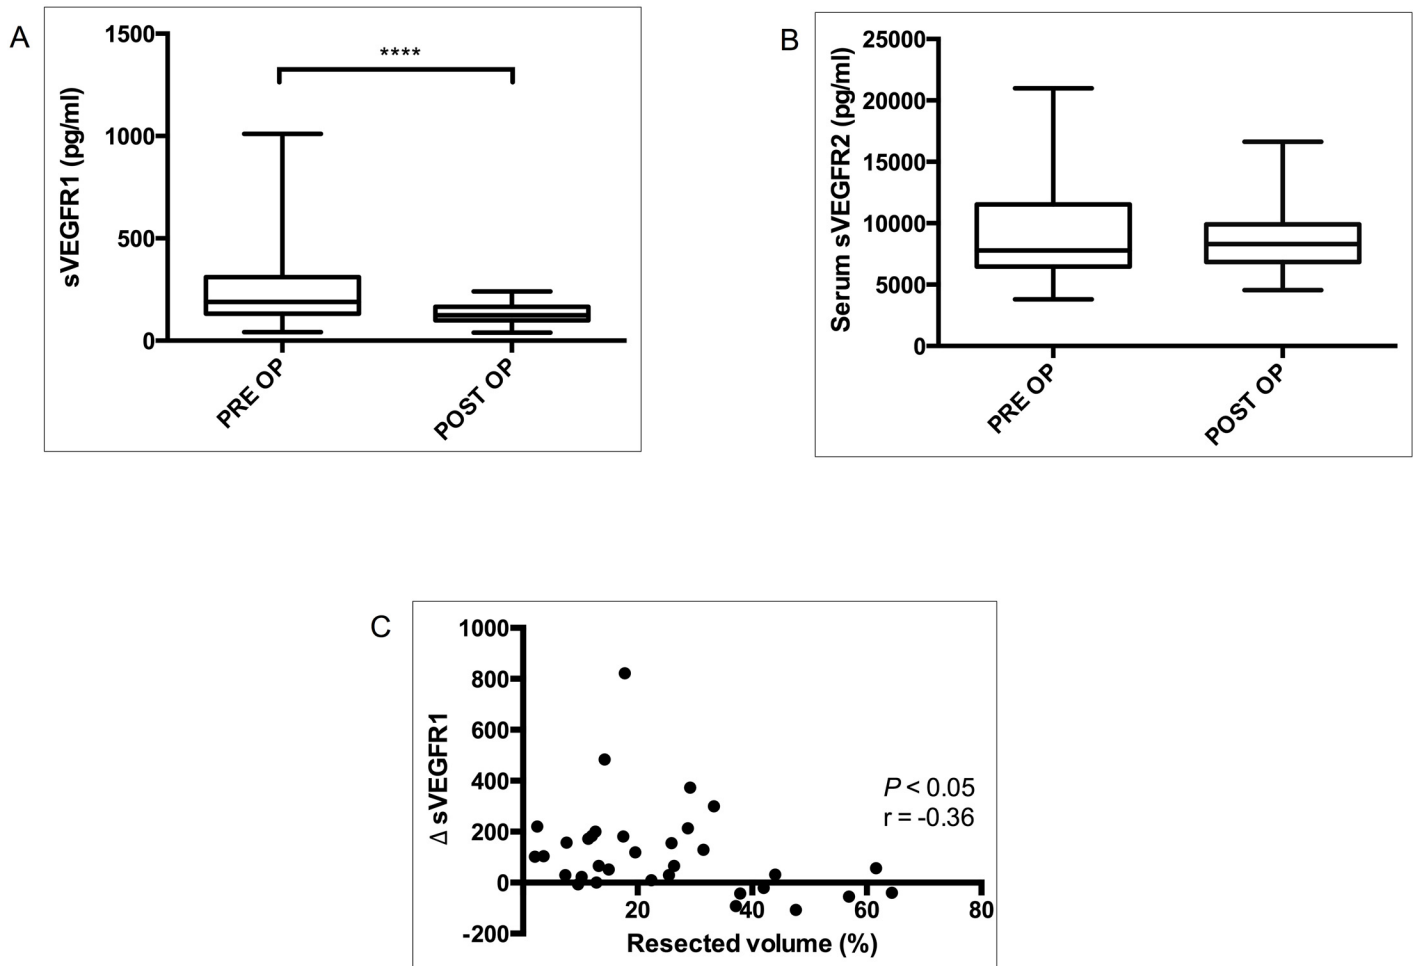 A
sVEGFR1 (pg/ml)
1500
1000
500
0
****
PRE OP
POST OP
B
Serum sVEGFR2 (pg/ml)
25000
20000
15000
10000
5000
0
PRE OP
POST OP
C
Δ sVEGFR1
1000
800
600
400
200
0
-200
P < 0.05
r = -0.36
20 40 60 80
Resected volume (%)